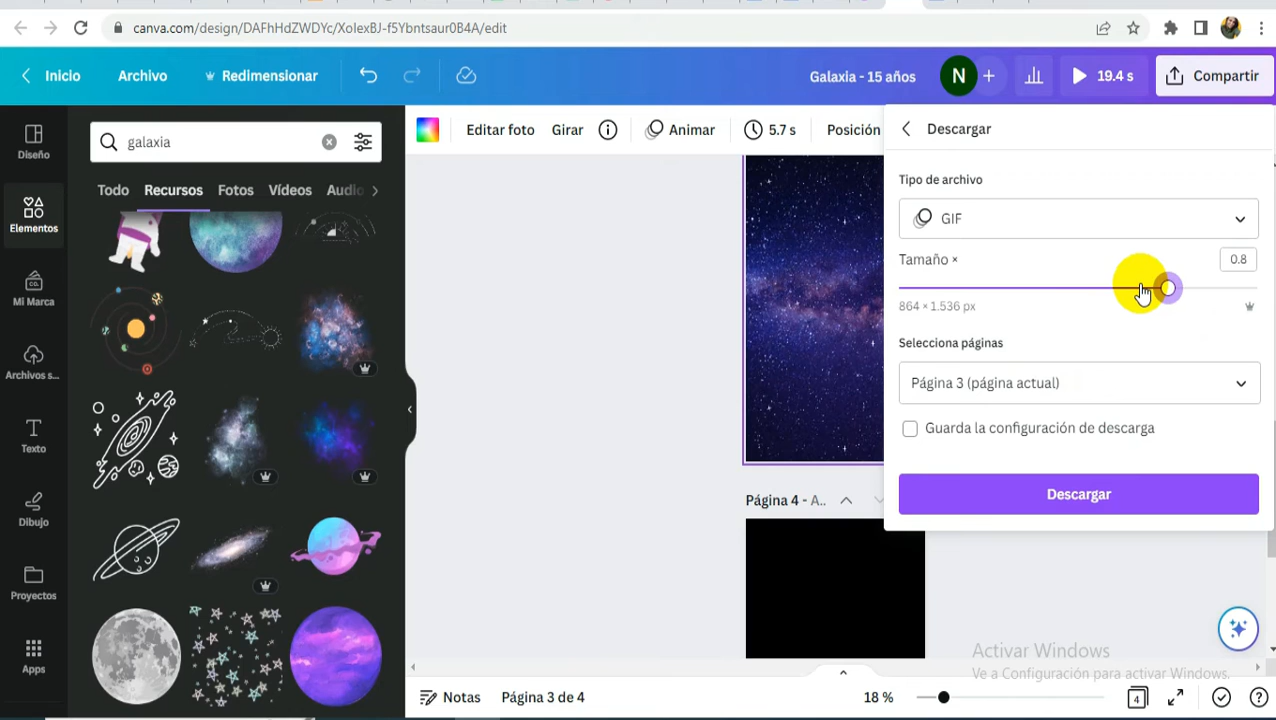 canva.com/design/DAFhHdZWDYc/XolexBJ-f5Ybntsaur0B4A/edit
Inicio
Archivo
Redimensionar
Galaxia - 15 años
N
19.4 s
Compartir
Diseño
Elementos
Mi Marca
Archivos s...
Texto
Dibujo
Proyectos
Apps
galaxia
Todo
Recursos
Fotos
Vídeos
Audio
Editar foto
Girar
Animar
5.7 s
Posición
Descargar
Tipo de archivo
GIF
Tamaño ×
0.8
864 × 1.536 px
Selecciona páginas
Página 3 (página actual)
Guarda la configuración de descarga
Descargar
Página 4 - A..
Activar Windows
Ve a Configuración para activar Windows.
Notas
Página 3 de 4
18 %
4